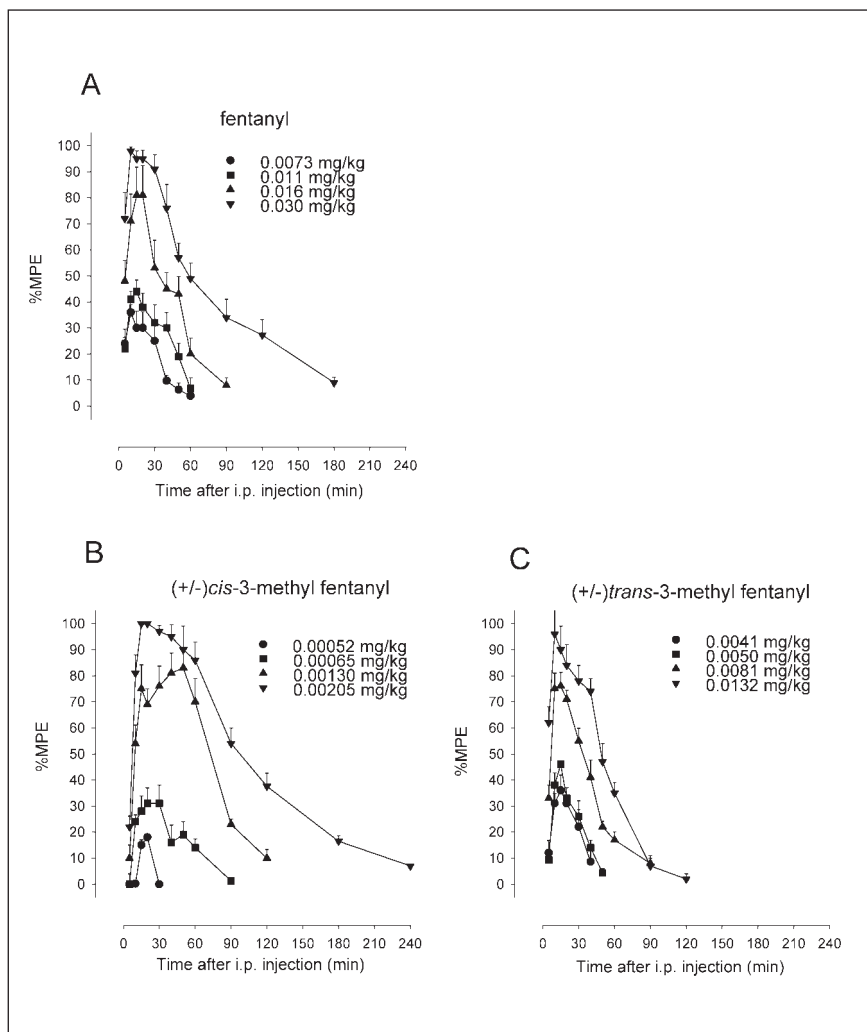 A
fentanyl
0.0073 mg/kg
0.011 mg/kg
0.016 mg/kg
0.030 mg/kg
%MPE
100
90
80
70
60
50
40
30
20
10
0
0 30 60 90 120 150 180 210 240
Time after i.p. injection (min)
B
(+/-)cis-3-methyl fentanyl
0.00052 mg/kg
0.00065 mg/kg
0.00130 mg/kg
0.00205 mg/kg
%MPE
100
90
80
70
60
50
40
30
20
10
0
0 30 60 90 120 150 180 210 240
Time after i.p. injection (min)
C
(+/-)trans-3-methyl fentanyl
0.0041 mg/kg
0.0050 mg/kg
0.0081 mg/kg
0.0132 mg/kg
%MPE
100
90
80
70
60
50
40
30
20
10
0
0 30 60 90 120 150 180 210 240
Time after i.p. injection (min)